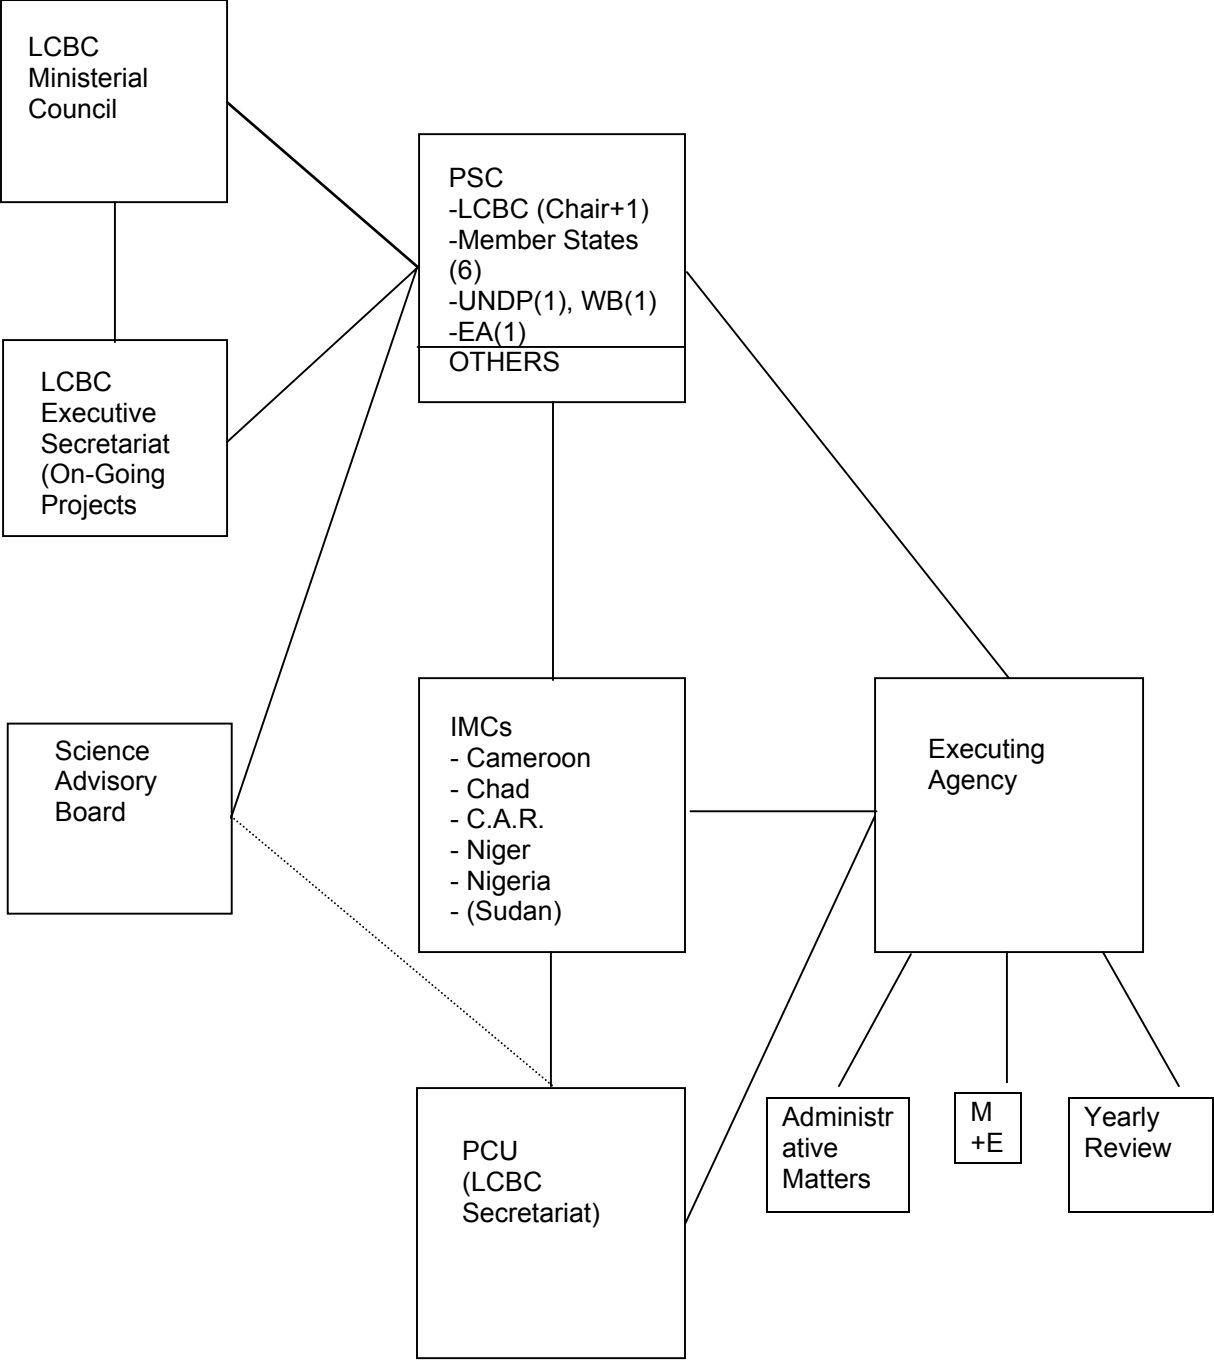 LCBC
Ministerial
Council
PSC
-LCBC (Chair+1)
-Member States
(6)
-UNDP(1), WB(1)
-EA(1)
OTHERS
LCBC
Executive
Secretariat
(On-Going
Projects
Science
Advisory
Board
IMCs
- Cameroon
- Chad
- C.A.R.
- Niger
- Nigeria
- (Sudan)
Executing
Agency
PCU
(LCBC
Secretariat)
Administr
ative
Matters
M
+E
Yearly
Review